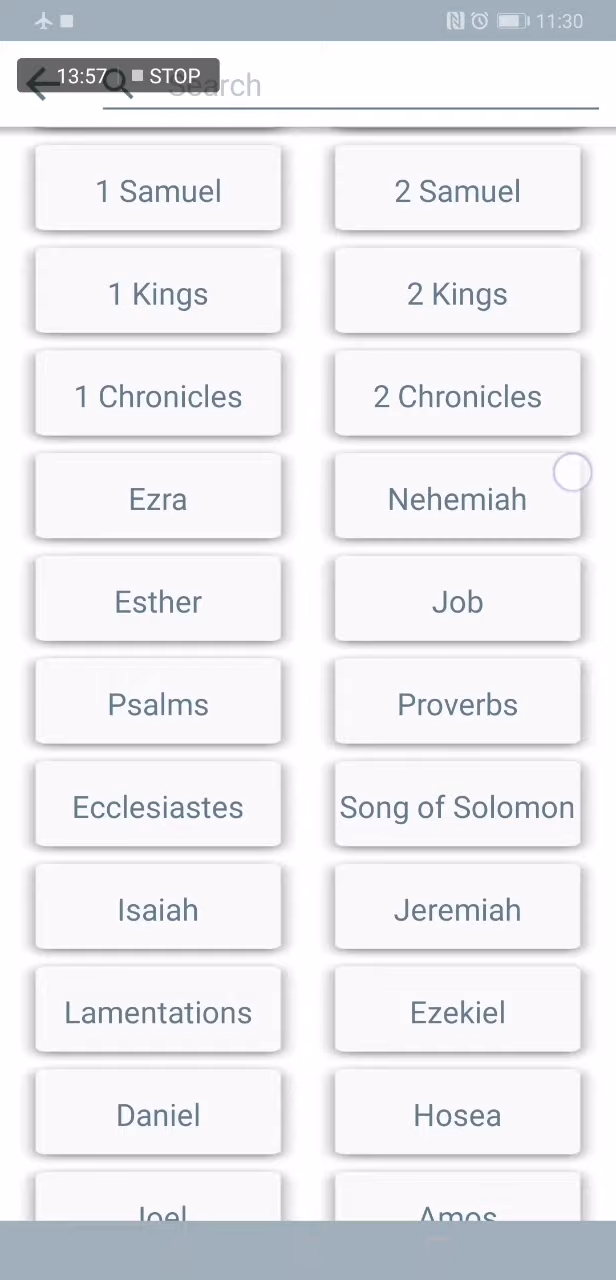 11:30
13:57 STOP
Search
1 Samuel 2 Samuel
1 Kings 2 Kings
1 Chronicles 2 Chronicles
Ezra Nehemiah
Esther Job
Psalms Proverbs
Ecclesiastes Song of Solomon
Isaiah Jeremiah
Lamentations Ezekiel
Daniel Hosea
Joel Amos